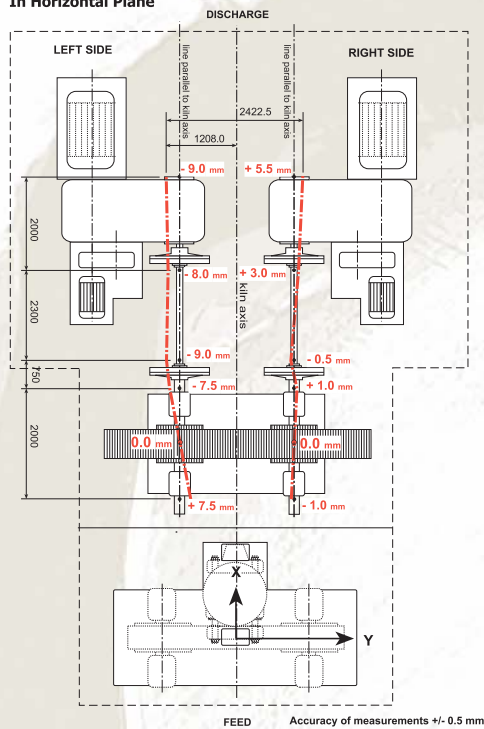 In Horizontal Plane
DISCHARGE
LEFT SIDE
RIGHT SIDE
line parallel to kiln axis
line parallel to kiln axis
2422.5
1208.0
- 9.0 mm
+ 5.5 mm
2000
- 8.0 mm
+ 3.0 mm
kiln axis
2300
- 9.0 mm
- 0.5 mm
750
- 7.5 mm
+ 1.0 mm
2000
0.0 mm
0.0 mm
+ 7.5 mm
- 1.0 mm
X
Y
FEED
Accuracy of measurements +/- 0.5 mm